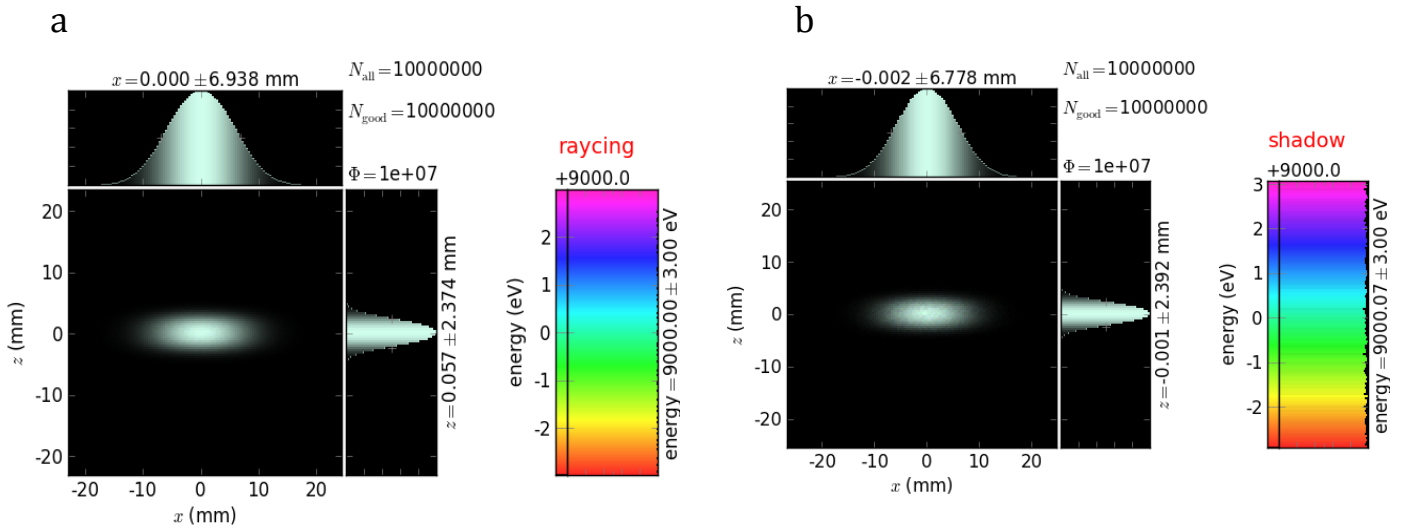 a
x=0.000 ±6.938 mm
N_all=10000000
N_good=10000000
Φ=1e+07
raycing
+9000.0
20
10
0
-10
-20
z (mm)
-20 -10 0 10 20
x (mm)
z=0.057±2.374 mm
2
1
0
-1
-2
energy (eV)
energy=9000.00±3.00 eV
b
x=-0.002 ±6.778 mm
N_all=10000000
N_good=10000000
Φ=1e+07
shadow
+9000.0
20
10
0
-10
-20
z (mm)
-20 -10 0 10 20
x (mm)
z=-0.001±2.392 mm
3
2
1
0
-1
-2
energy (eV)
energy=9000.07±3.00 eV